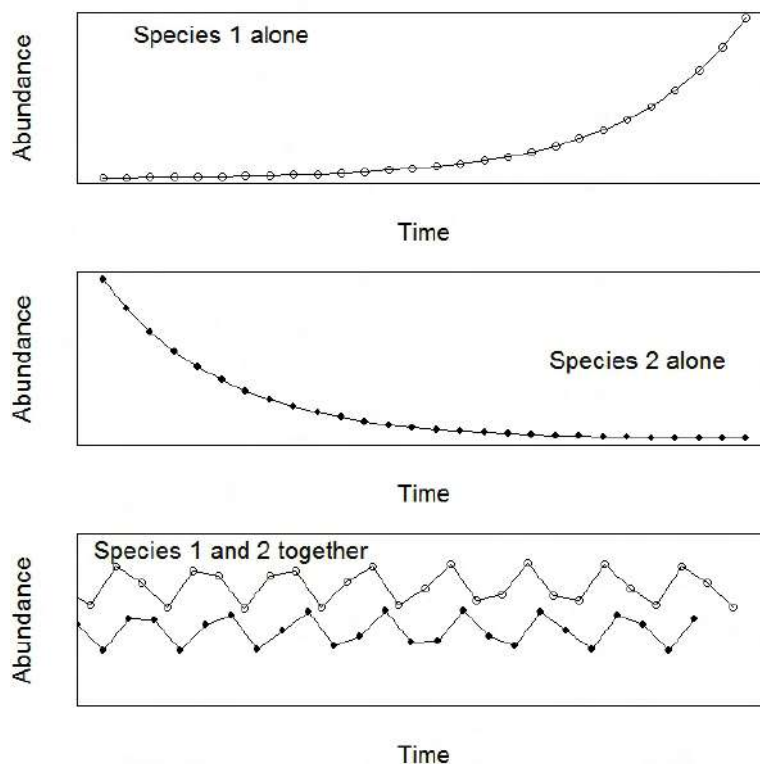 Species 1 alone
Abundance
Time
Species 2 alone
Abundance
Time
Species 1 and 2 together
Abundance
Time